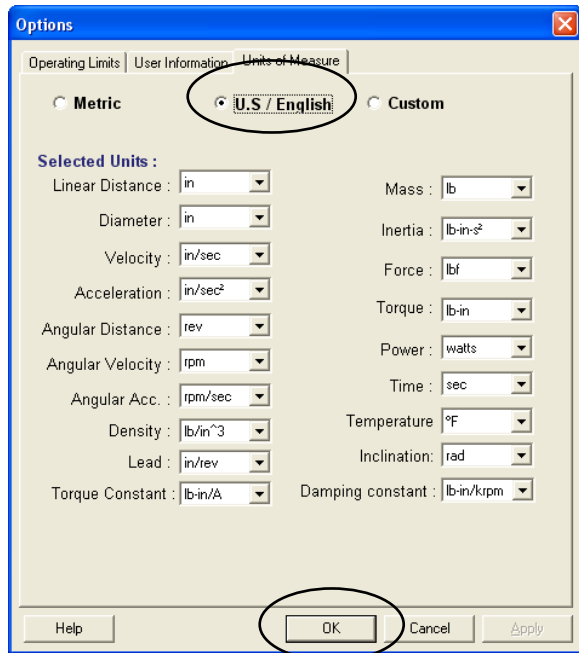 Options
Operating Limits User Information Units of Measure
Metric U.S / English Custom
Selected Units :
Linear Distance : in
Diameter : in
Velocity : in/sec
Acceleration : in/sec²
Angular Distance : rev
Angular Velocity : rpm
Angular Acc. : rpm/sec
Density : lb/in^3
Lead : in/rev
Torque Constant : lb-in/A
Mass : lb
Inertia : lb-in-s²
Force : lbf
Torque : lb-in
Power : watts
Time : sec
Temperature °F
Inclination: rad
Damping constant : lb-in/krpm
Help OK Cancel Apply